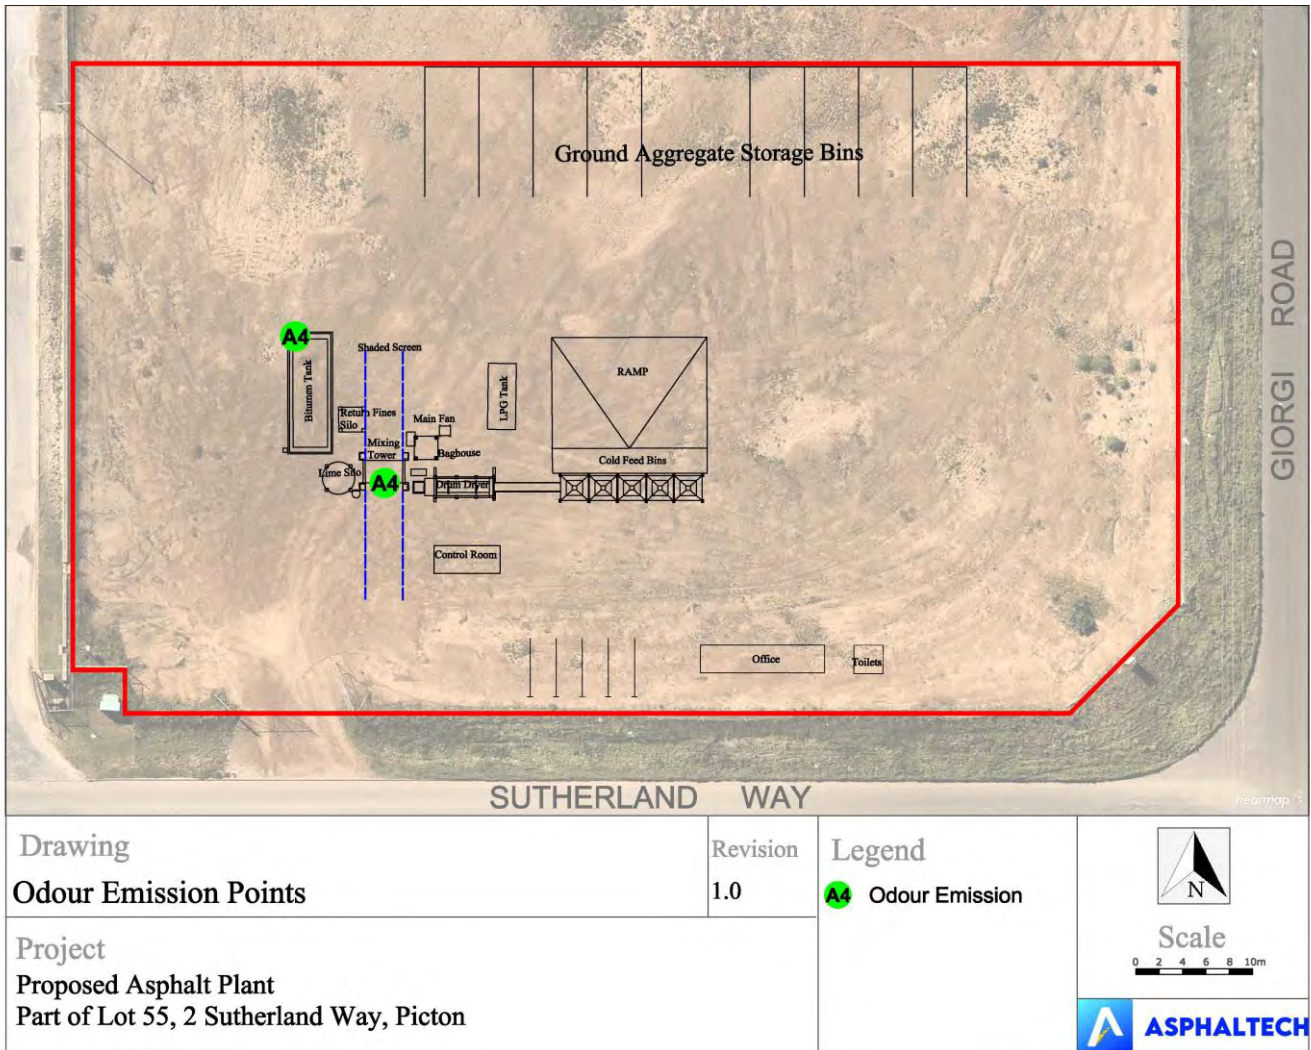 Ground Aggregate Storage Bins
GIORGI ROAD
A4
Shaded Screen
Bitumen Tank
LPG Tank
RAMP
Return Fines
Silo
Main Fan
Mixing
Tower
Baghouse
Cold Feed Bins
Lime Silo
A4
Drum Dryer
Control Room
Office
Toilets
SUTHERLAND WAY
nearmap
Drawing
Odour Emission Points
Revision
1.0
Legend
A4 Odour Emission
N
Project
Proposed Asphalt Plant
Part of Lot 55, 2 Sutherland Way, Picton
Scale
0 2 4 6 8 10m
ASPHALTECH